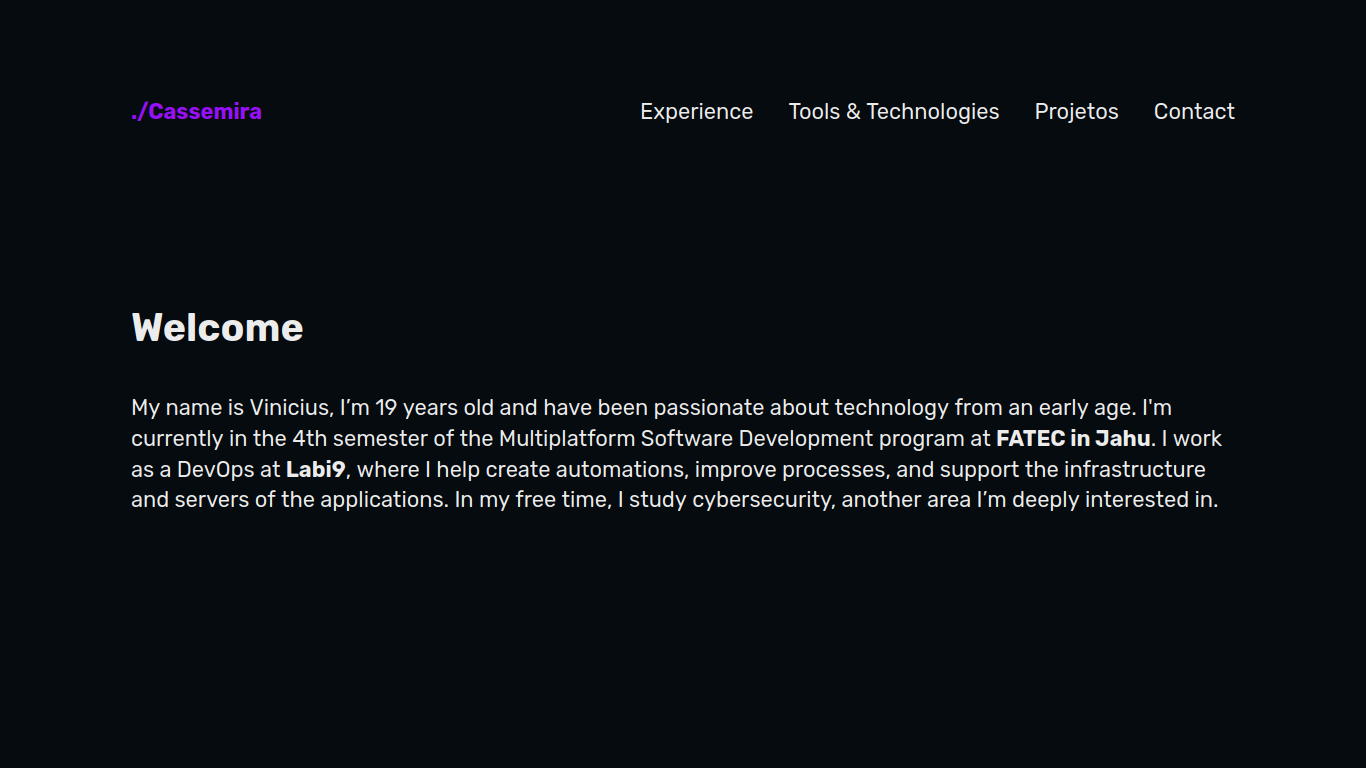 ./Cassemira
Experience Tools & Technologies Projetos Contact
Welcome
My name is Vinicius, I’m 19 years old and have been passionate about technology from an early age. I'm
currently in the 4th semester of the Multiplatform Software Development program at FATEC in Jahu. I work
as a DevOps at Labi9, where I help create automations, improve processes, and support the infrastructure
and servers of the applications. In my free time, I study cybersecurity, another area I’m deeply interested in.